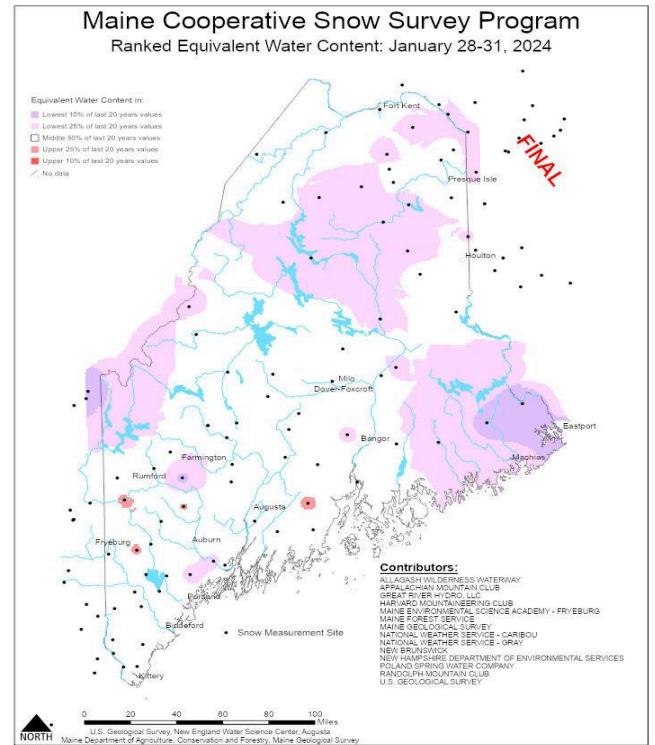 Maine Cooperative Snow Survey Program
Ranked Equivalent Water Content: January 28-31, 2024
Equivalent Water Content in:
Lowest 10% of last 20 years values
Lowest 25% of last 20 years values
Middle 50% of last 20 years values
Upper 25% of last 20 years values
Upper 10% of last 20 years values
No data
Fort Kent
FINAL
Presque Isle
Houlton
Milo
Dover-Foxcroft
Eastport
Bangor
Machias
Farmington
Rumford
Augusta
Fryeburg
Auburn
Portland
Biddeford
Kittery
Snow Measurement Site
Contributors:
ALLAGASH WILDERNESS WATERWAY
APPALACHIAN MOUNTAIN CLUB
GREAT RIVER HYDRO, LLC
HARVARD MOUNTAINEERING CLUB
MAINE ENVIRONMENTAL SCIENCE ACADEMY - FRYEBURG
MAINE FOREST SERVICE
MAINE GEOLOGICAL SURVEY
NATIONAL WEATHER SERVICE - CARIBOU
NATIONAL WEATHER SERVICE - GRAY
NEW BRUNSWICK
NEW HAMPSHIRE DEPARTMENT OF ENVIRONMENTAL SERVICES
POLAND SPRING WATER COMPANY
RANDOLPH MOUNTAIN CLUB
U.S. GEOLOGICAL SURVEY
NORTH
0 20 40 60 80 100
Miles
U.S. Geological Survey, New England Water Science Center, Augusta
Maine Department of Agriculture, Conservation and Forestry, Maine Geological Survey